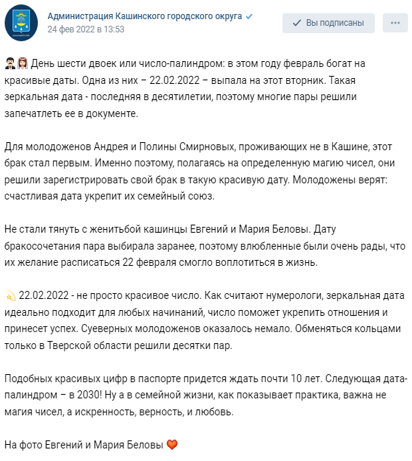 Администрация Кашинского городского округа
24 фев 2022 в 13:53
Вы подписаны
День шести двоек или число-палиндром: в этом году февраль богат на
красивые даты. Одна из них – 22.02.2022 – выпала на этот вторник. Такая
зеркальная дата - последняя в десятилетии, поэтому многие пары решили
запечатлеть ее в документе.
Для молодоженов Андрея и Полины Смирновых, проживающих не в Кашине, этот
брак стал первым. Именно поэтому, полагаясь на определенную магию чисел, они
решили зарегистрировать свой брак в такую красивую дату. Молодожены верят:
счастливая дата укрепит их семейный союз.
Не стали тянуть с женитьбой кашинцы Евгений и Мария Беловы. Дату
бракосочетания пара выбирала заранее, поэтому влюбленные были очень рады, что
их желание расписаться 22 февраля смогло воплотиться в жизнь.
💫 22.02.2022 - не просто красивое число. Как считают нумерологи, зеркальная дата
идеально подходит для любых начинаний, число поможет укрепить отношения и
принесет успех. Суеверных молодоженов оказалось немало. Обменяться кольцами
только в Тверской области решили десятки пар.
Подобных красивых цифр в паспорте придется ждать почти 10 лет. Следующая дата-
палиндром – в 2030! Ну а в семейной жизни, как показывает практика, важна не
магия чисел, а искренность, верность, и любовь.
На фото Евгений и Мария Беловы ❤